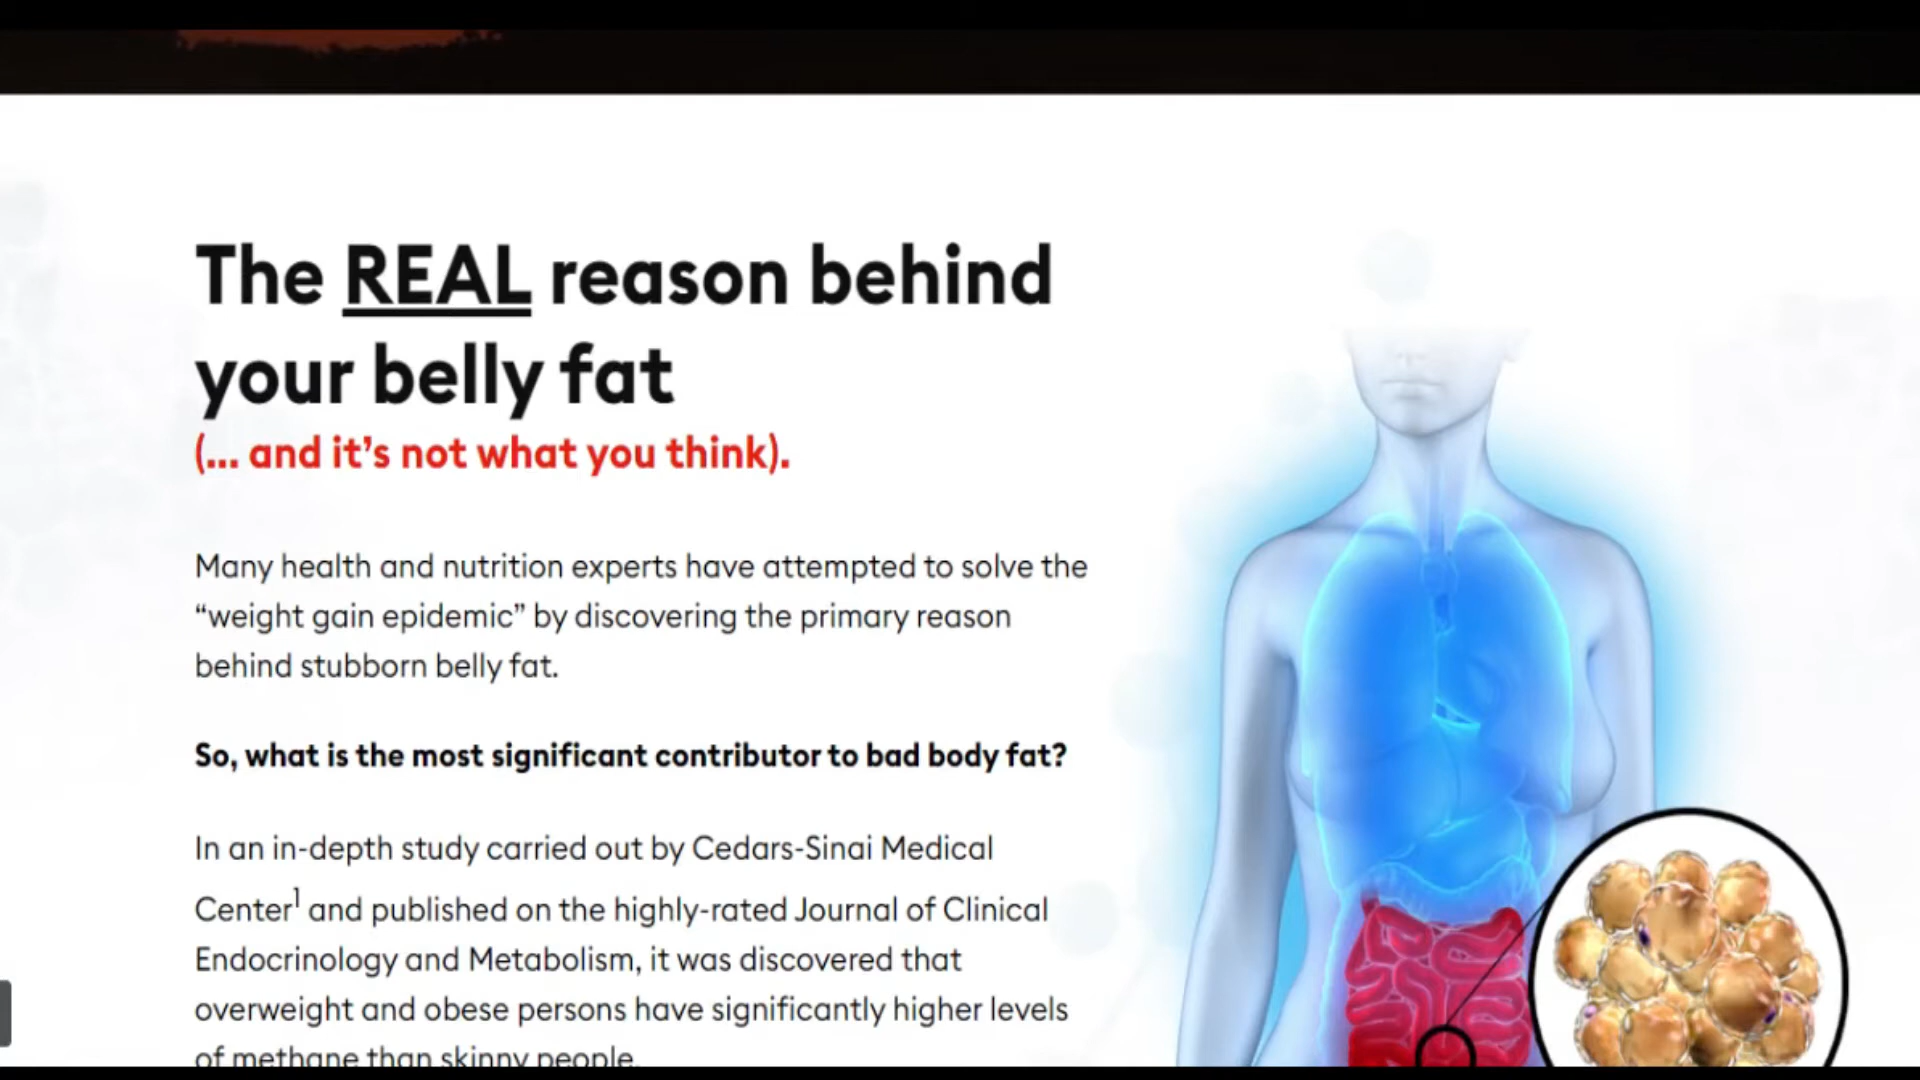 The REAL reason behind
your belly fat
(... and it’s not what you think).
Many health and nutrition experts have attempted to solve the
“weight gain epidemic” by discovering the primary reason
behind stubborn belly fat.
So, what is the most significant contributor to bad body fat?
In an in-depth study carried out by Cedars-Sinai Medical
Center1 and published on the highly-rated Journal of Clinical
Endocrinology and Metabolism, it was discovered that
overweight and obese persons have significantly higher levels
of methane than skinny people.